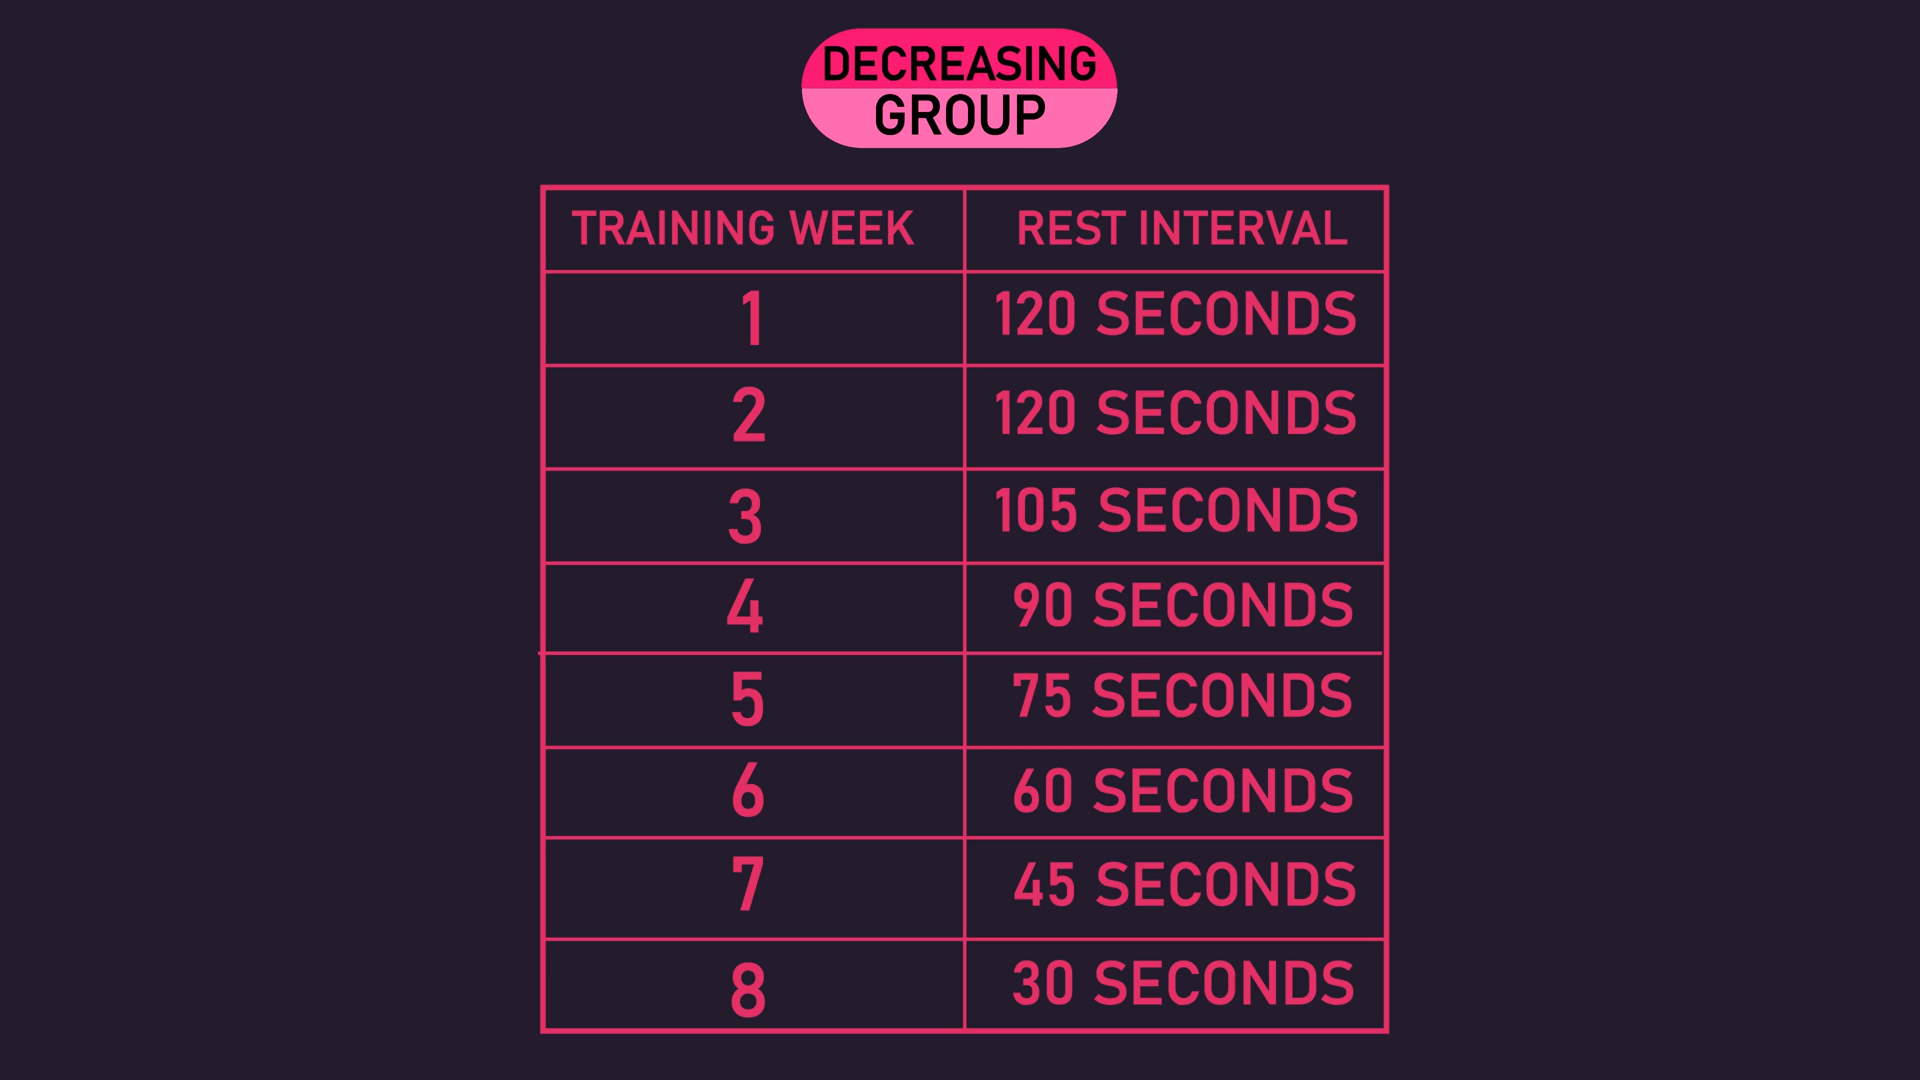 DECREASING
GROUP
TRAINING WEEK REST INTERVAL
1 120 SECONDS
2 120 SECONDS
3 105 SECONDS
4 90 SECONDS
5 75 SECONDS
6 60 SECONDS
7 45 SECONDS
8 30 SECONDS